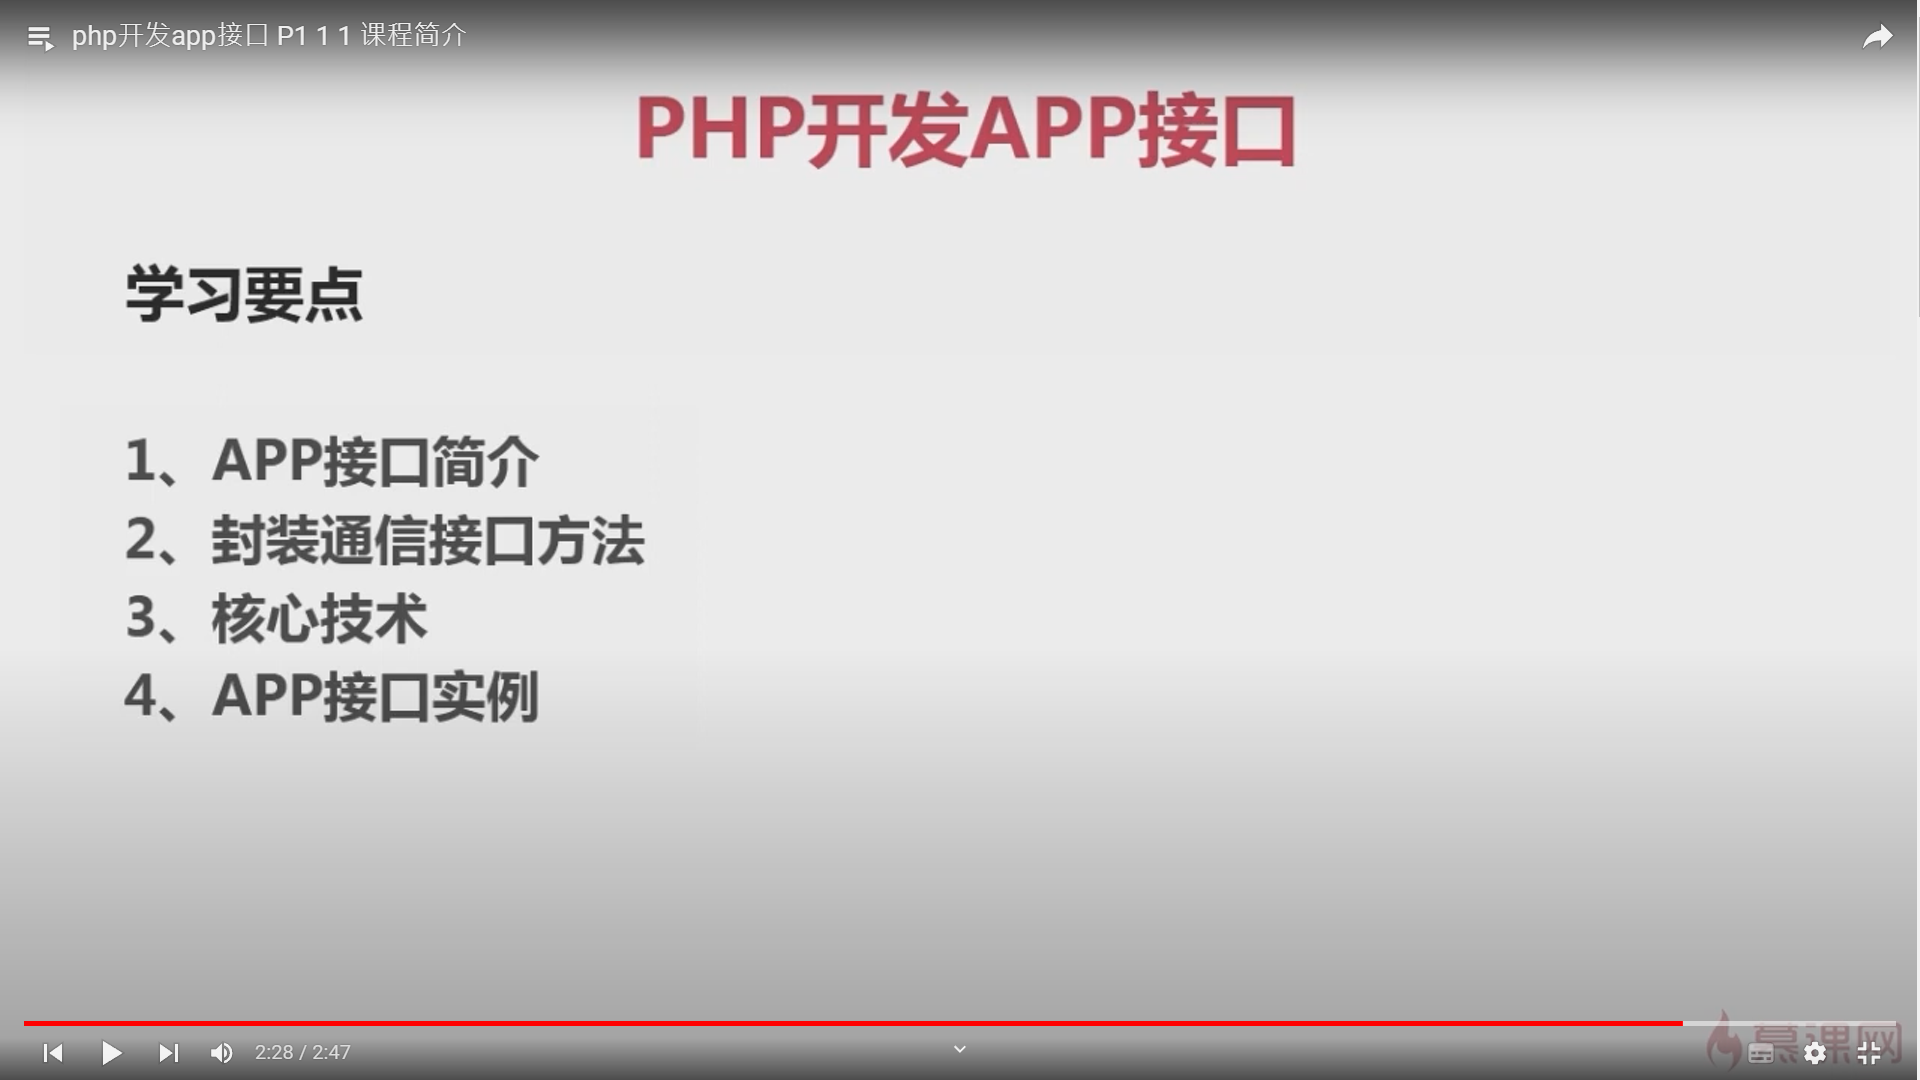 php开发app接口 P1 1 1 课程简介
PHP开发APP接口
学习要点
1、APP接口简介
2、封装通信接口方法
3、核心技术
4、APP接口实例
2:28 / 2:47
慕课网